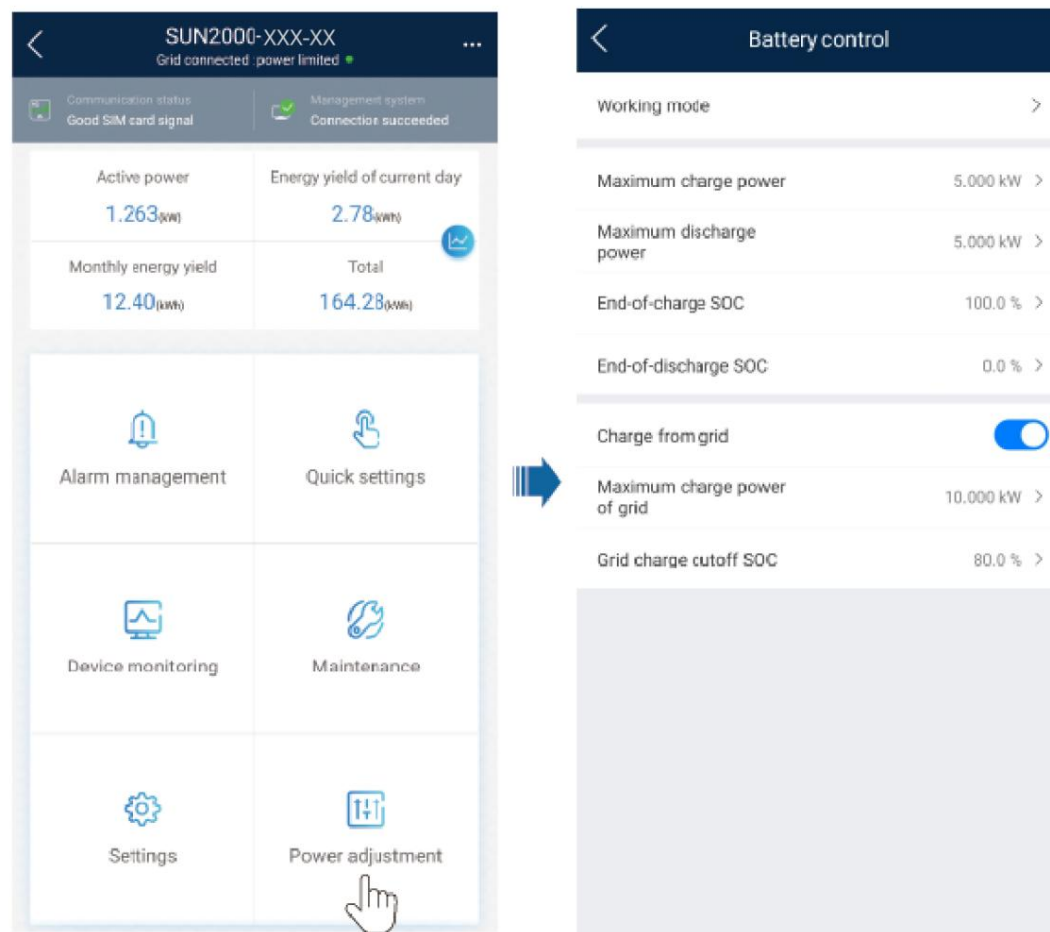 SUN2000-XXX-XX
Grid connected :power limited
Communication status
Good SIM card signal
Management system
Connection succeeded
Active power
1.263(kW)
Energy yield of current day
2.78(kWh)
Monthly energy yield
12.40(kWh)
Total
164.28(kWh)
Alarm management
Quick settings
Device monitoring
Maintenance
Settings
Power adjustment
Battery control
Working mode
Maximum charge power
5.000 kW
Maximum discharge
power
5.000 kW
End-of-charge SOC
100.0 %
End-of-discharge SOC
0.0 %
Charge from grid
Maximum charge power
of grid
10.000 kW
Grid charge cutoff SOC
80.0 %